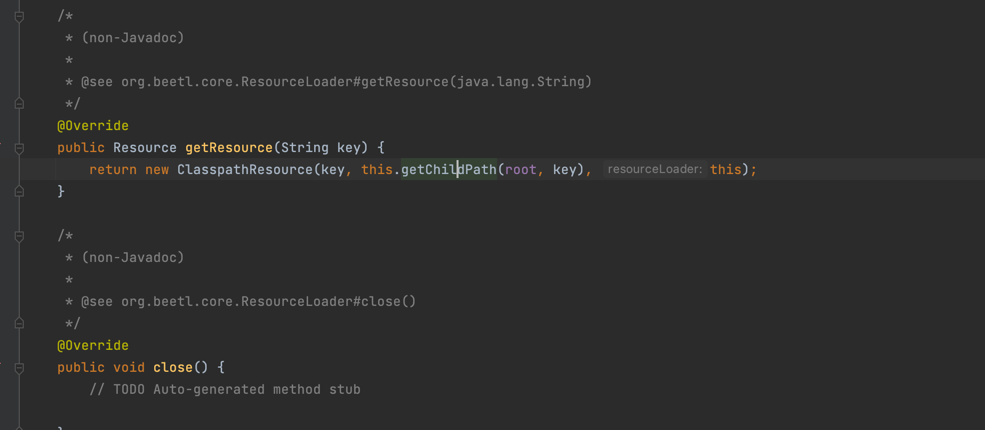 /*
* (non-Javadoc)
*
* @see org.beetl.core.ResourceLoader#getResource(java.lang.String)
*/
@Override
public Resource getResource(String key) {
return new ClasspathResource(key, this.getChildPath(root, key), resourceLoader: this);
}
/*
* (non-Javadoc)
*
* @see org.beetl.core.ResourceLoader#close()
*/
@Override
public void close() {
// TODO Auto-generated method stub
}